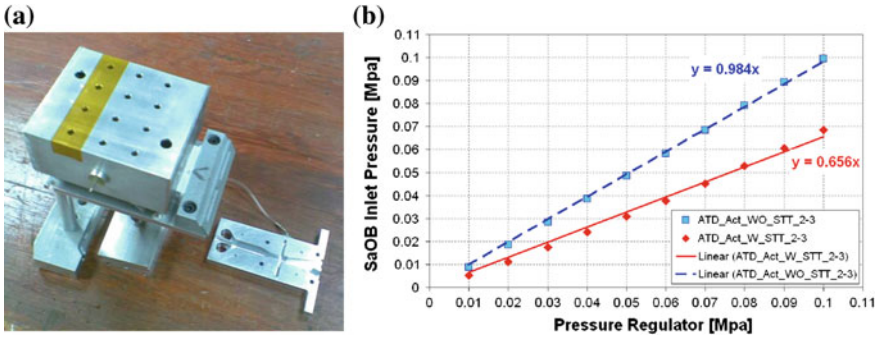 (a)
(b)
0.11
0.1
0.09
0.08
0.07
0.06
0.05
0.04
0.03
0.02
0.01
0
SaOB Inlet Pressure [Mpa]
y = 0.984x
y = 0.656x
ATD_Act_WO_STT_2-3
ATD_Act_W_STT_2-3
Linear (ATD_Act_W_STT_2-3)
Linear (ATD_Act_WO_STT_2-3)
0 0.01 0.02 0.03 0.04 0.05 0.06 0.07 0.08 0.09 0.1 0.11
Pressure Regulator [Mpa]